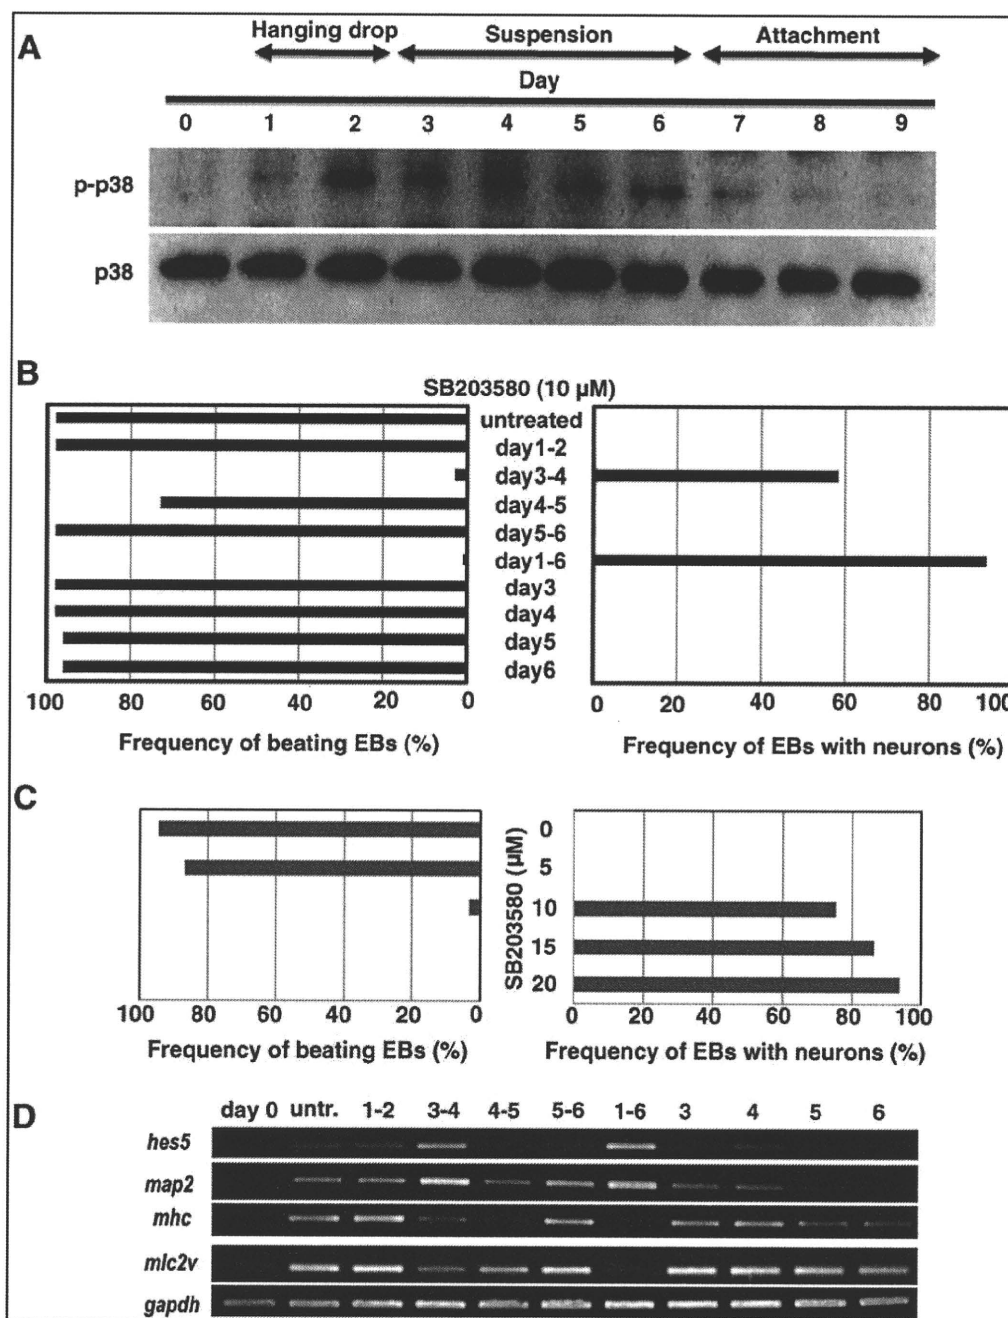 A
Hanging drop Suspension Attachment
Day
0 1 2 3 4 5 6 7 8 9
p-p38
p38
B
SB203580 (10 µM)
untreated
day1-2
day3-4
day4-5
day5-6
day1-6
day3
day4
day5
day6
100 80 60 40 20 0
0 20 40 60 80 100
Frequency of beating EBs (%)
Frequency of EBs with neurons (%)
C
SB203580 (µM)
0
5
10
15
20
100 80 60 40 20 0
0 20 40 60 80 100
Frequency of beating EBs (%)
Frequency of EBs with neurons (%)
D
day 0 untr. 1-2 3-4 4-5 5-6 1-6 3 4 5 6
hes5
map2
mhc
mlc2v
gapdh